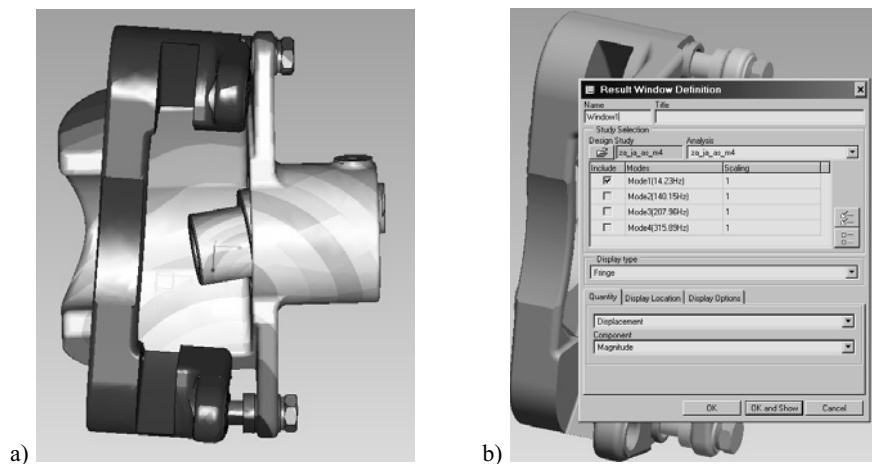 Result Window Definition
Name Title
Window1
Study Selection
Design Study Analysis
za_ja_as_m4 za_ja_as_m4
Include Modes Scaling
Mode1(14.23Hz) 1
Mode2(140.15Hz) 1
Mode3(207.96Hz) 1
Mode4(315.89Hz) 1
Display type
Fringe
Quantity Display Location Display Options
Displacement
Component
Magnitude
OK OK and Show Cancel
a) b)